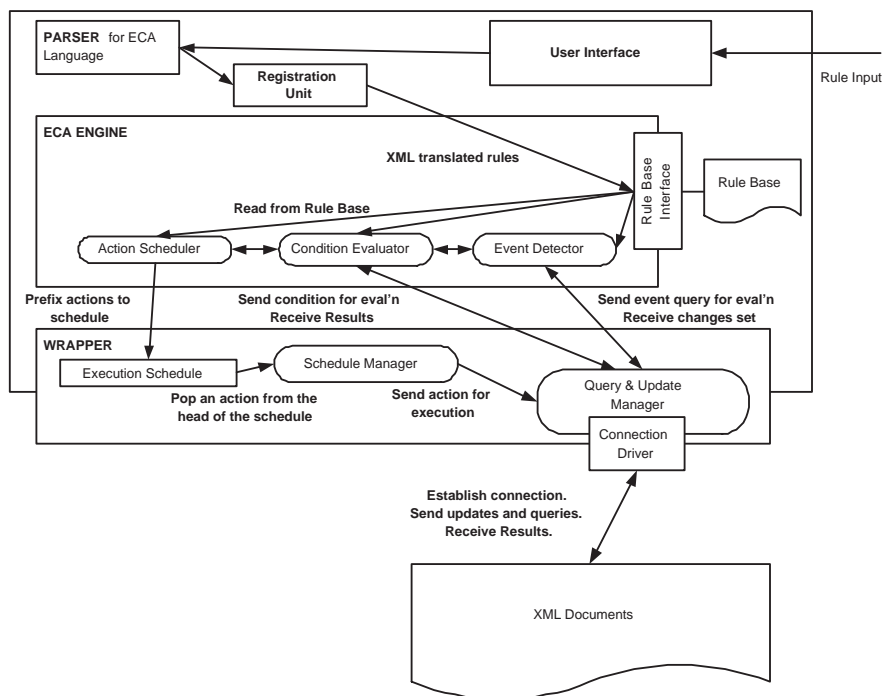 PARSER for ECA
Language
User Interface
Rule Input
Registration
Unit
ECA ENGINE
XML translated rules
Rule Base
Interface
Rule Base
Read from Rule Base
Action Scheduler
Condition Evaluator
Event Detector
Prefix actions to
schedule
Send condition for eval'n
Receive Results
Send event query for eval'n
Receive changes set
WRAPPER
Execution Schedule
Schedule Manager
Query & Update
Manager
Pop an action from the
head of the schedule
Send action for
execution
Connection
Driver
Establish connection.
Send updates and queries.
Receive Results.
XML Documents